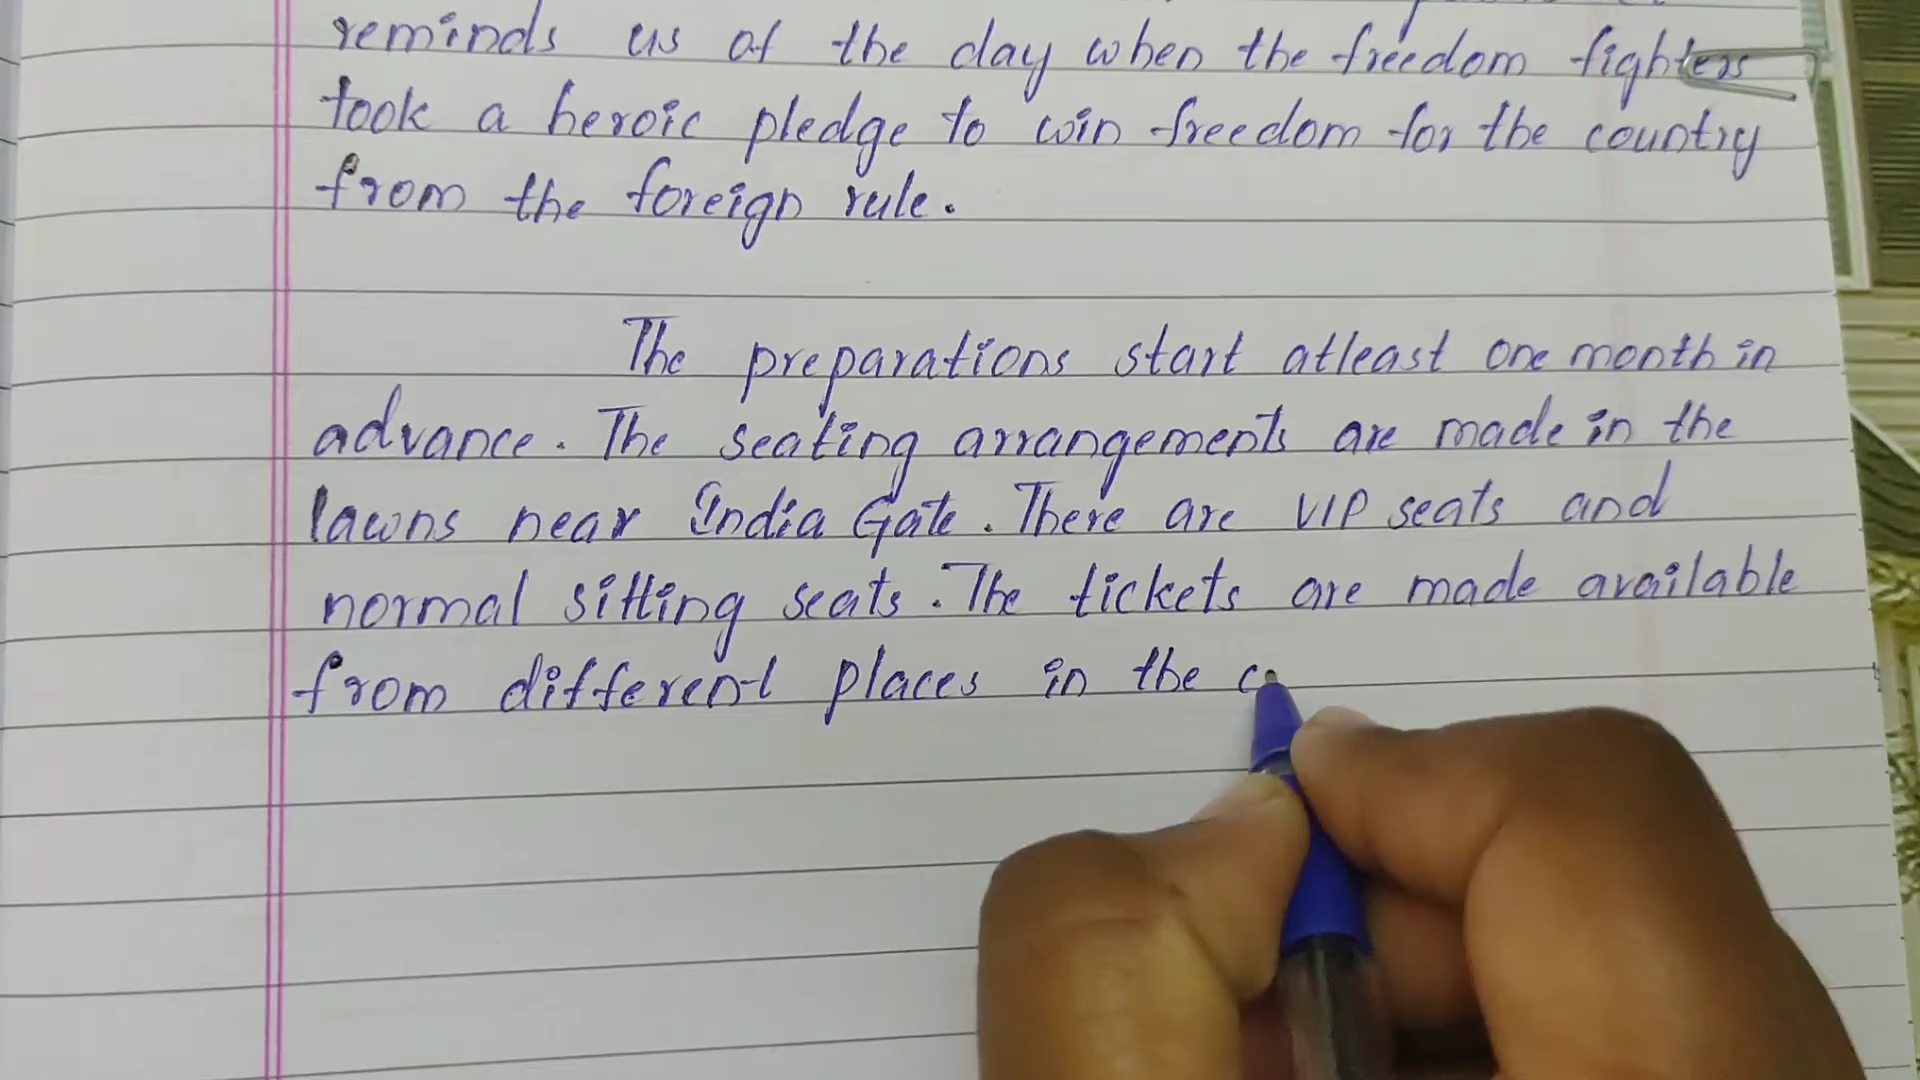 reminds us of the day when the freedom fighters
took a heroic pledge to win freedom for the country
from the foreign rule.
The preparations start atleast one month in
advance. The seating arrangements are made in the
lawns near India Gate. There are VIP seats and
normal sitting seats. The tickets are made available
from different places in the c